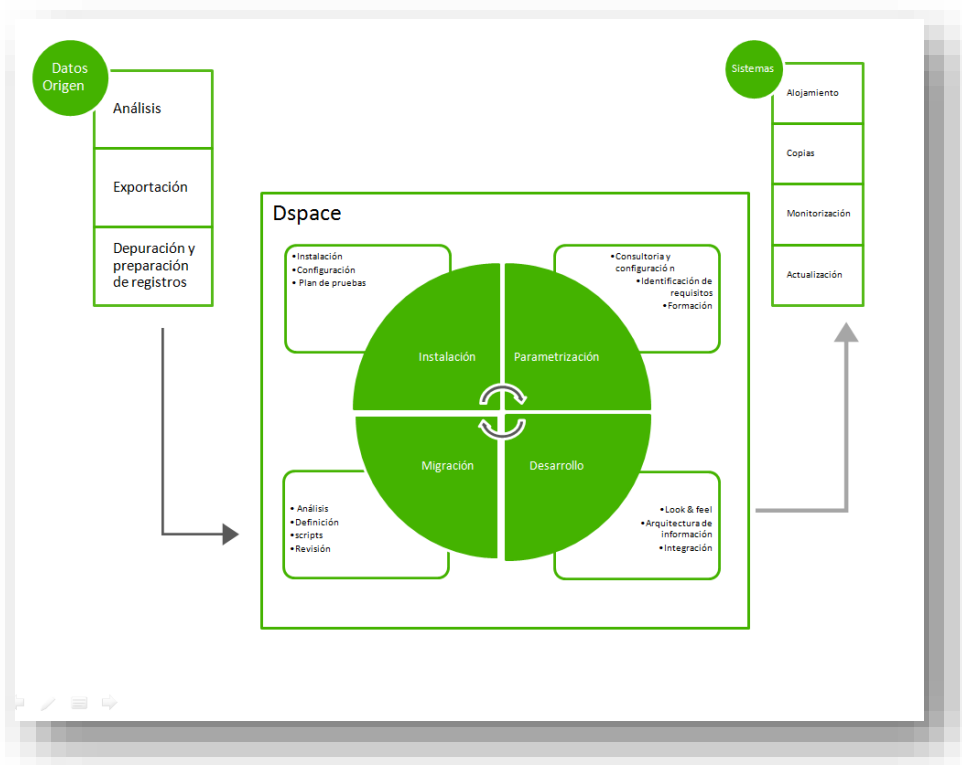 Datos
Origen
Análisis
Exportación
Depuración y
preparación
de registros
Sistemas
Alojamiento
Copias
Monitorización
Actualización
Dspace
•Instalación
•Configuración
• Plan de pruebas
•Consultoria y
configuració n
•Identificación de
requisitos
•Formación
Instalación
Parametrización
Migración
Desarrollo
• Análisis
•Definición
•scripts
•Revisión
•Look & feel
•Arquitectura de
información
•Integración